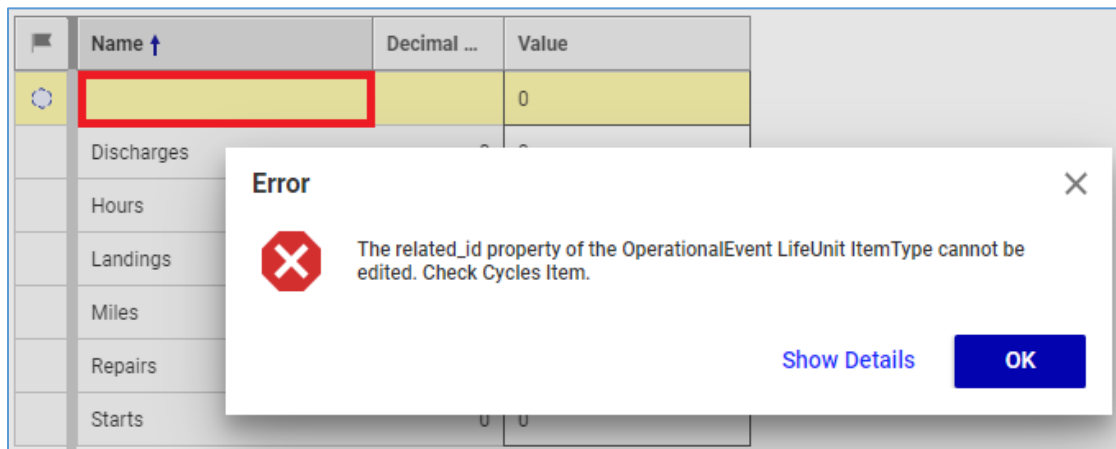 Name Decimal ... Value
0
Discharges
Hours
Landings
Miles
Repairs
Starts 0 0
Error
The related_id property of the OperationalEvent LifeUnit ItemType cannot be
edited. Check Cycles Item.
Show Details OK